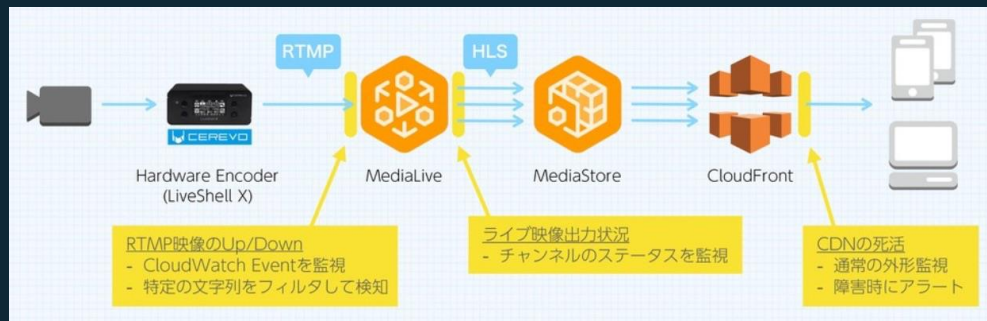 RTMP
HLS
CEREVO
Hardware Encoder
(LiveShell X)
MediaLive
MediaStore
CloudFront
RTMP映像のUp/Down
- CloudWatch Eventを監視
- 特定の文字列をフィルタして検知
ライブ映像出力状況
- チャンネルのステータスを監視
CDNの死活
- 通常の外形監視
- 障害時にアラート